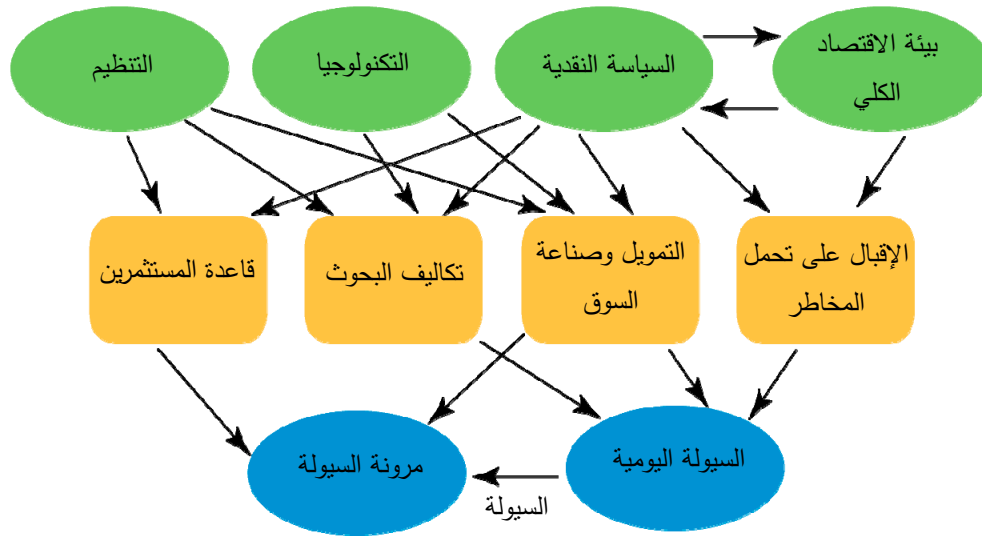 بيئة الاقتصاد
الكلي
السياسة النقدية
التكنولوجيا
التنظيم
الإقبال على تحمل
المخاطر
التمويل وصناعة
السوق
تكاليف البحوث
قاعدة المستثمرين
السيولة اليومية
مرونة السيولة
السيولة